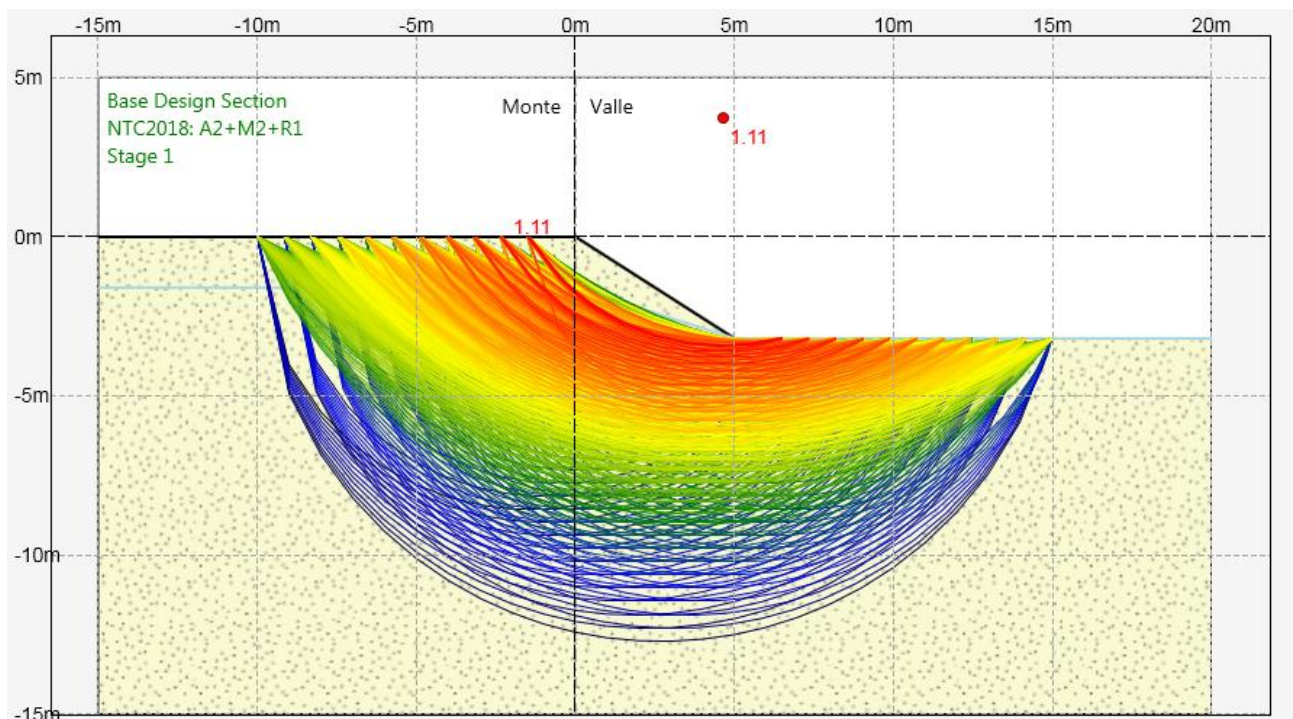 -15m -10m -5m 0m 5m 10m 15m 20m
5m
Base Design Section
NTC2018: A2+M2+R1
Stage 1
Monte Valle
1.11
1.11
0m
-5m
-10m
-15m